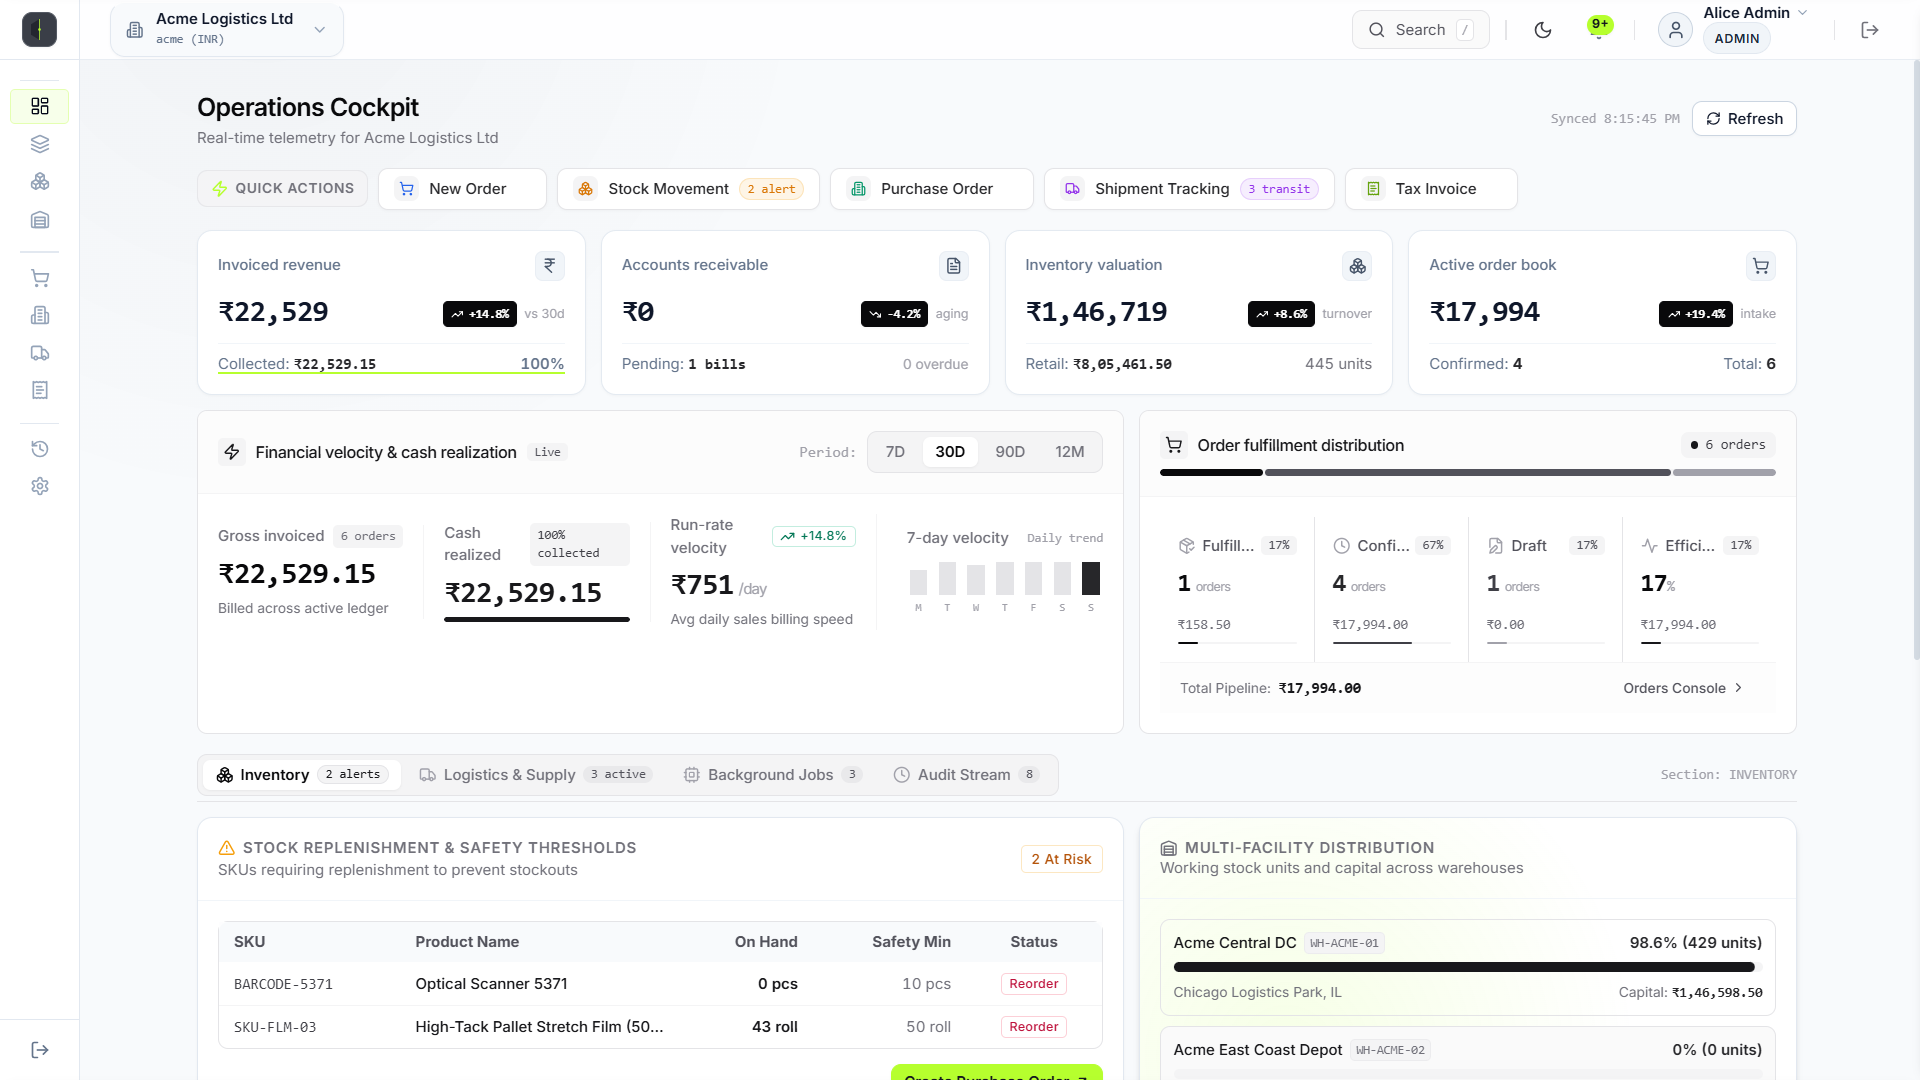 Acme Logistics Ltd
acme (INR)
Search /
9+
Alice Admin
ADMIN
Operations Cockpit
Real-time telemetry for Acme Logistics Ltd
Synced 8:15:45 PM
Refresh
QUICK ACTIONS
New Order
Stock Movement 2 alert
Purchase Order
Shipment Tracking 3 transit
Tax Invoice
Invoiced revenue
₹22,529
+14.8% vs 30d
Collected: ₹22,529.15 100%
Accounts receivable
₹0
-4.2% aging
Pending: 1 bills 0 overdue
Inventory valuation
₹1,46,719
+8.6% turnover
Retail: ₹8,05,461.50 445 units
Active order book
₹17,994
+19.4% intake
Confirmed: 4 Total: 6
Financial velocity & cash realization Live
Period: 7D 30D 90D 12M
Gross invoiced 6 orders
₹22,529.15
Billed across active ledger
Cash realized
100% collected
₹22,529.15
Run-rate velocity
+14.8%
₹751 /day
Avg daily sales billing speed
7-day velocity Daily trend
M T W T F S S
Order fulfillment distribution
6 orders
Fulfill... 17%
1 orders
₹158.50
Confi... 67%
4 orders
₹17,994.00
Draft 17%
1 orders
₹0.00
Effici... 17%
17%
₹17,994.00
Total Pipeline: ₹17,994.00
Orders Console
Inventory 2 alerts
Logistics & Supply 3 active
Background Jobs 3
Audit Stream 8
Section: INVENTORY
STOCK REPLENISHMENT & SAFETY THRESHOLDS
SKUs requiring replenishment to prevent stockouts
2 At Risk
SKU Product Name On Hand Safety Min Status
BARCODE-5371 Optical Scanner 5371 0 pcs 10 pcs Reorder
SKU-FLM-03 High-Tack Pallet Stretch Film (50... 43 roll 50 roll Reorder
Create Purchase Order
MULTI-FACILITY DISTRIBUTION
Working stock units and capital across warehouses
Acme Central DC WH-ACME-01 98.6% (429 units)
Chicago Logistics Park, IL Capital: ₹1,46,598.50
Acme East Coast Depot WH-ACME-02 0% (0 units)